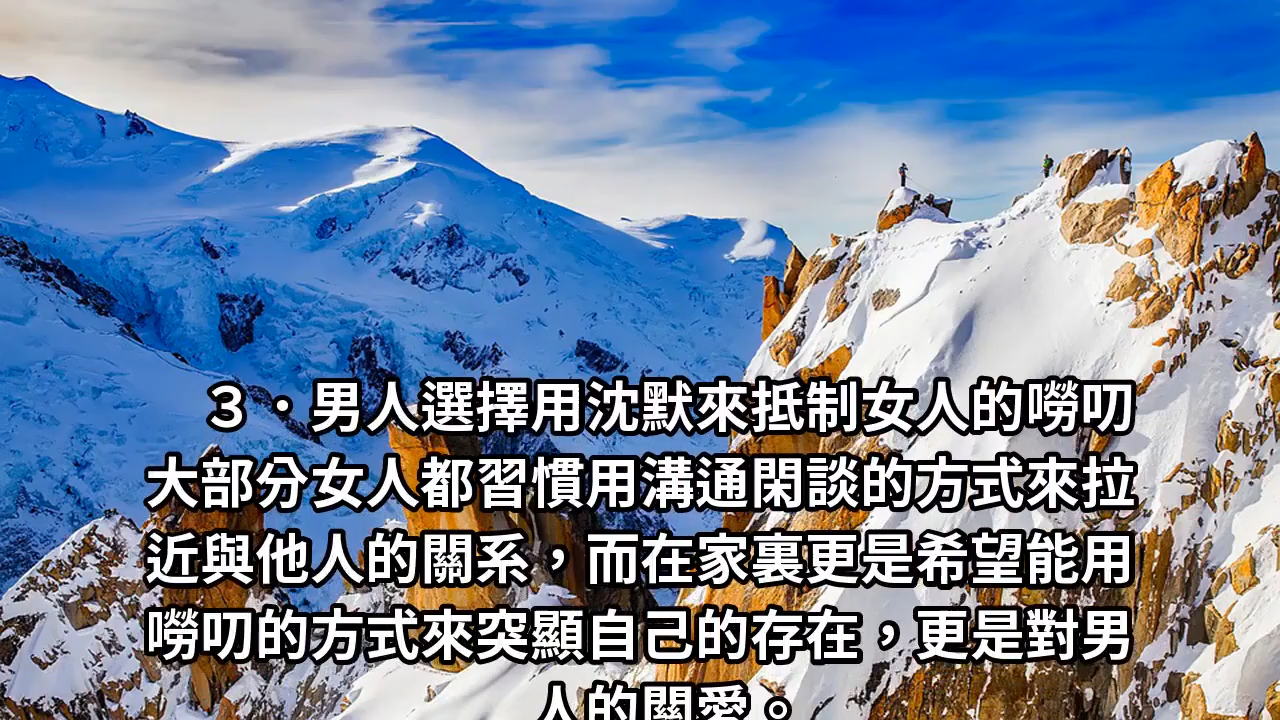 ３．男人選擇用沈默來抵制女人的嘮叨
大部分女人都習慣用溝通閑談的方式來拉
近與他人的關系，而在家裏更是希望能用
嘮叨的方式來突顯自己的存在，更是對男
人的關愛。